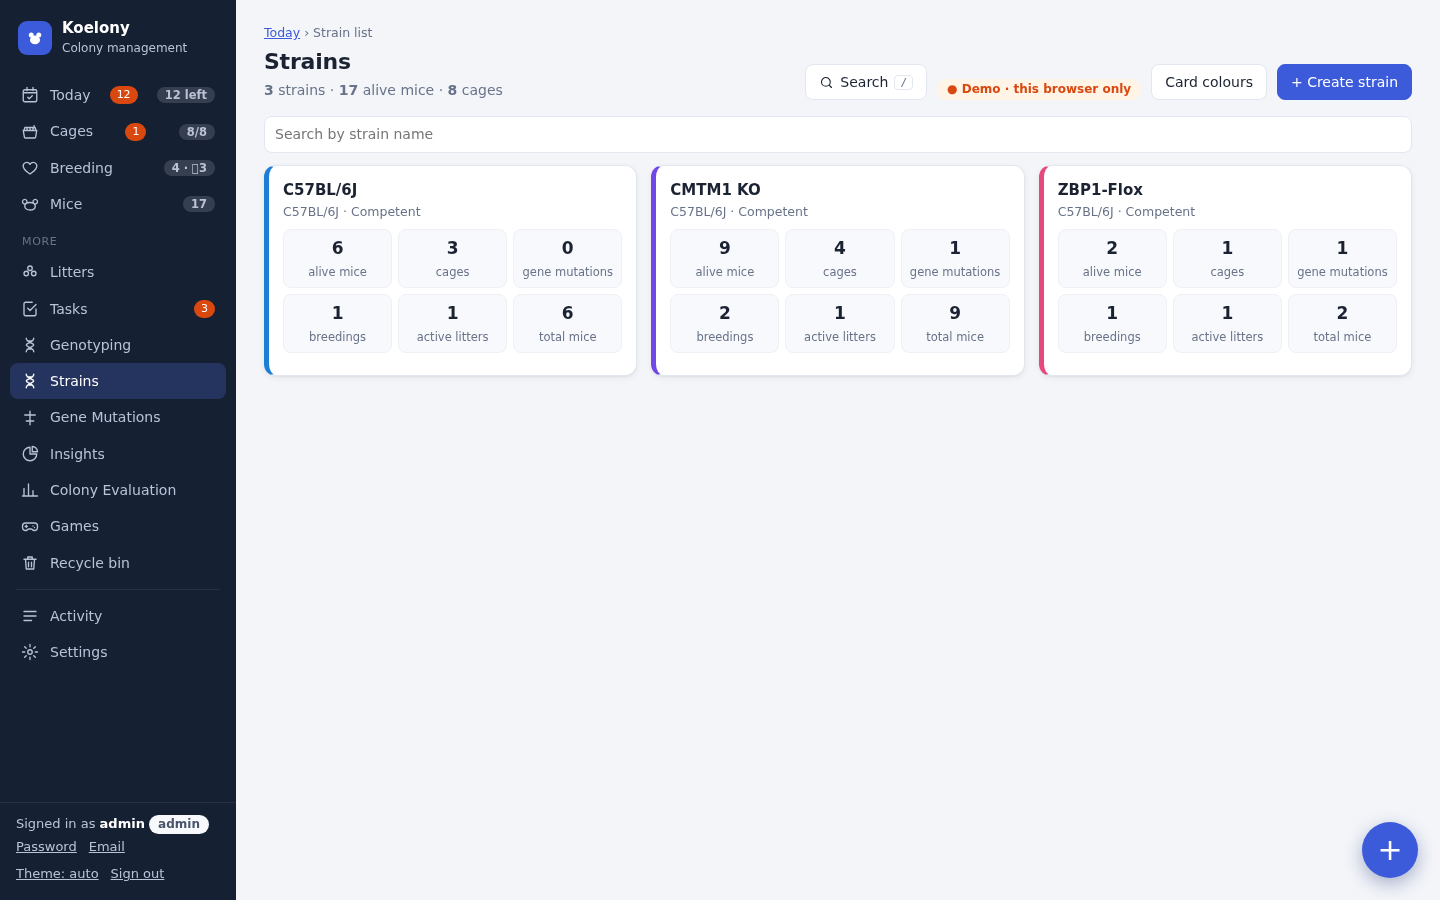 Koelony
Colony management
Today 12 12 left
Cages 1 8/8
Breeding 4 · 3
Mice 17
MORE
Litters
Tasks 3
Genotyping
Strains
Gene Mutations
Insights
Colony Evaluation
Games
Recycle bin
Activity
Settings
Signed in as admin admin
Password Email
Theme: auto Sign out
Today › Strain list
Strains
3 strains · 17 alive mice · 8 cages
Search /
● Demo · this browser only
Card colours
+ Create strain
Search by strain name
C57BL/6J
C57BL/6J · Competent
6 3 0
alive mice cages gene mutations
1 1 6
breedings active litters total mice
CMTM1 KO
C57BL/6J · Competent
9 4 1
alive mice cages gene mutations
2 1 9
breedings active litters total mice
ZBP1-Flox
C57BL/6J · Competent
2 1 1
alive mice cages gene mutations
1 1 2
breedings active litters total mice
+